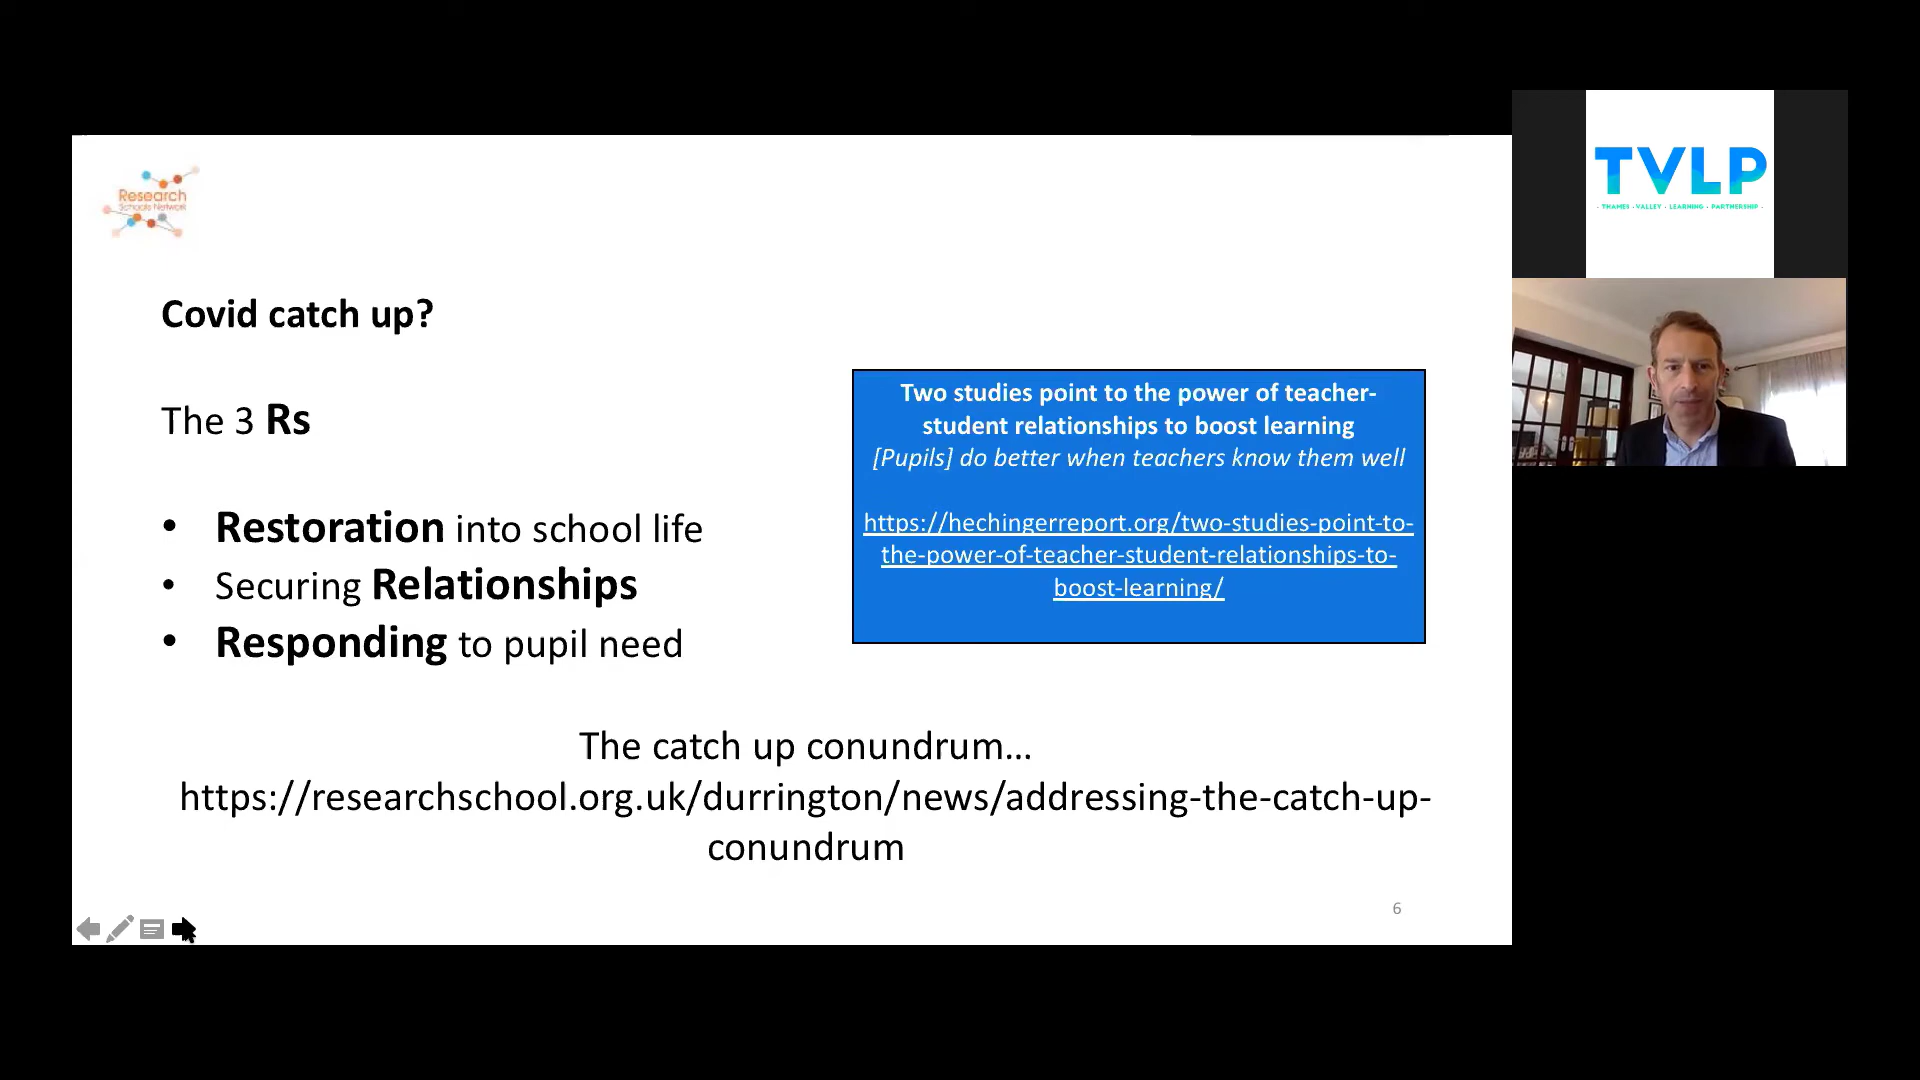 Research
Schools Network
Covid catch up?
The 3 Rs
• Restoration into school life
• Securing Relationships
• Responding to pupil need
Two studies point to the power of teacher-
student relationships to boost learning
[Pupils] do better when teachers know them well
https://hechingerreport.org/two-studies-point-to-
the-power-of-teacher-student-relationships-to-
boost-learning/
The catch up conundrum...
https://researchschool.org.uk/durrington/news/addressing-the-catch-up-
conundrum
6
TVLP
· THAMES · VALLEY · LEARNING · PARTNERSHIP ·